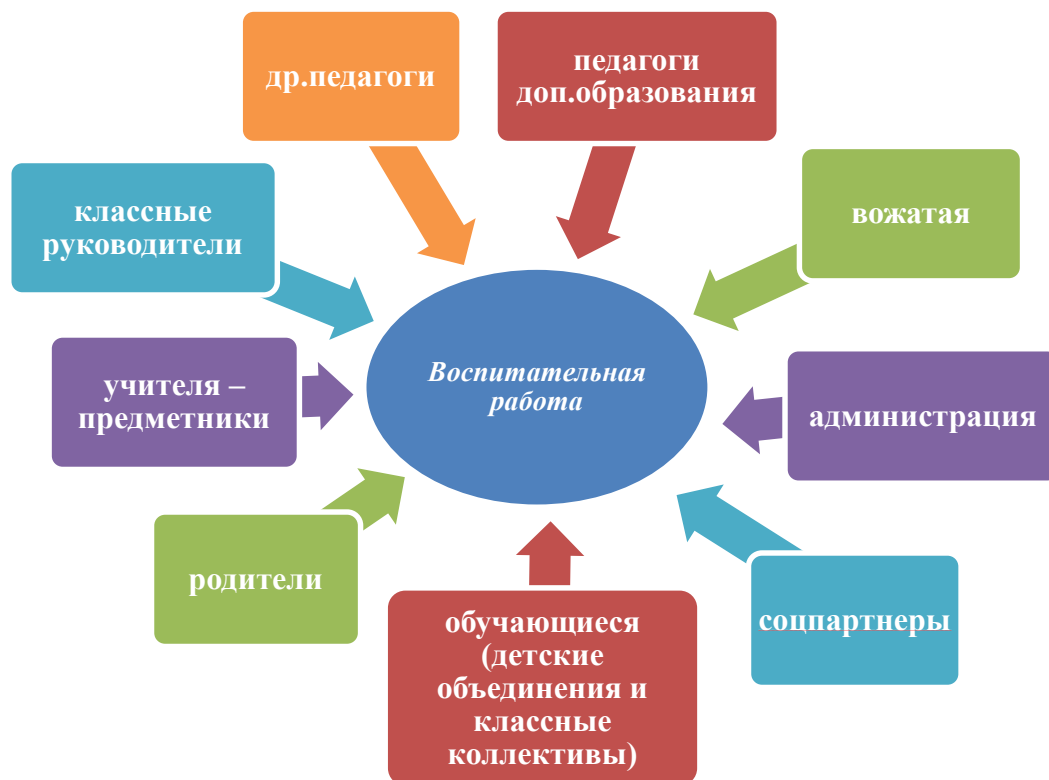 др.педагоги
педагоги
доп.образования
классные
руководители
вожатая
Воспитательная
работа
учителя –
предметники
администрация
родители
соцпартнеры
обучающиеся
(детские
объединения и
классные
коллективы)